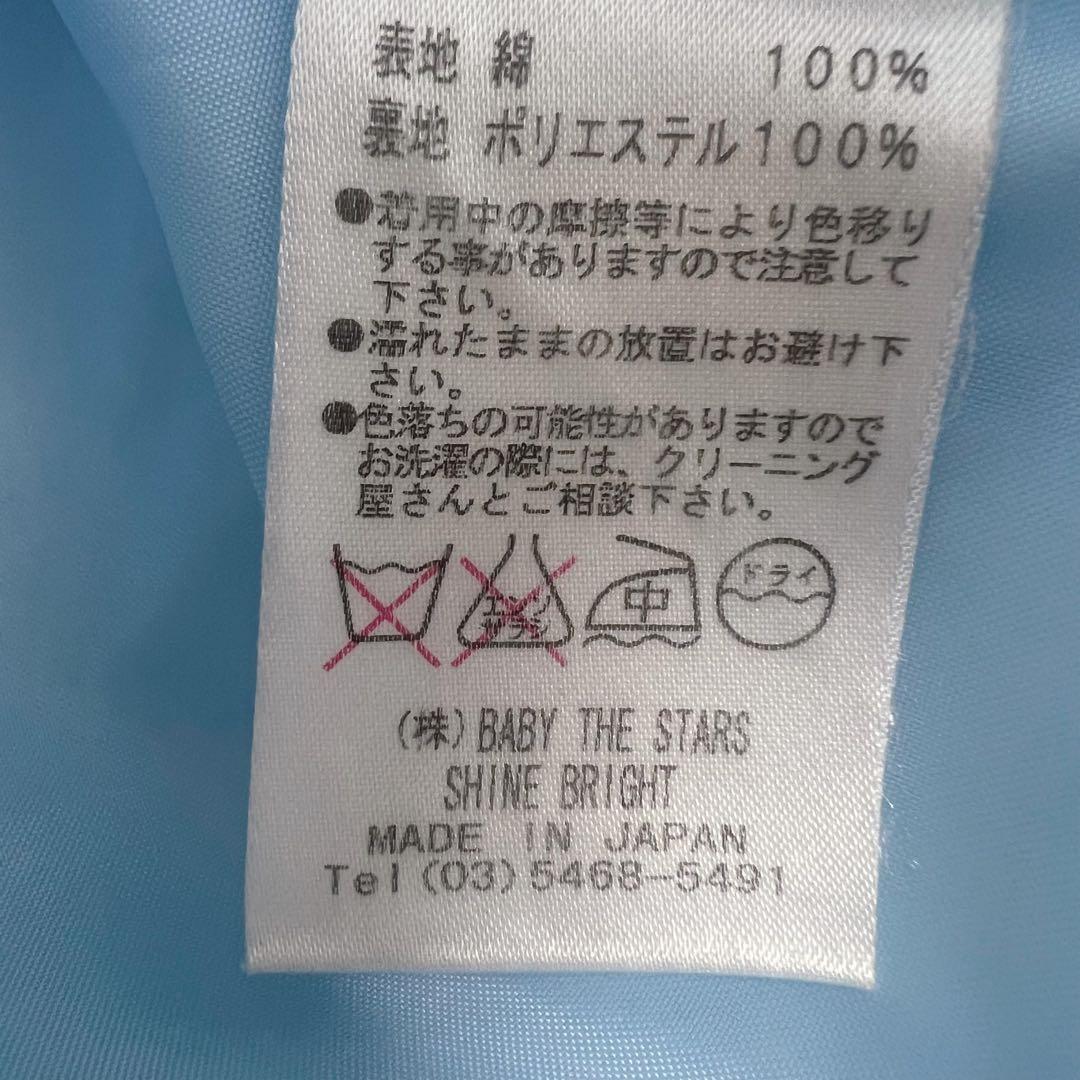 表地 綿 100%
裏地 ポリエステル100%
●着用中の摩擦等により色移り
する事がありますので注意して
下さい。
●濡れたままの放置はお避け下
さい。
●色落ちの可能性がありますので
お洗濯の際には、クリーニング
屋さんとご相談下さい。
エンソ
サラシ
中
ドライ
(株)BABY THE STARS
SHINE BRIGHT
MADE IN JAPAN
Tel(03)5468-5491